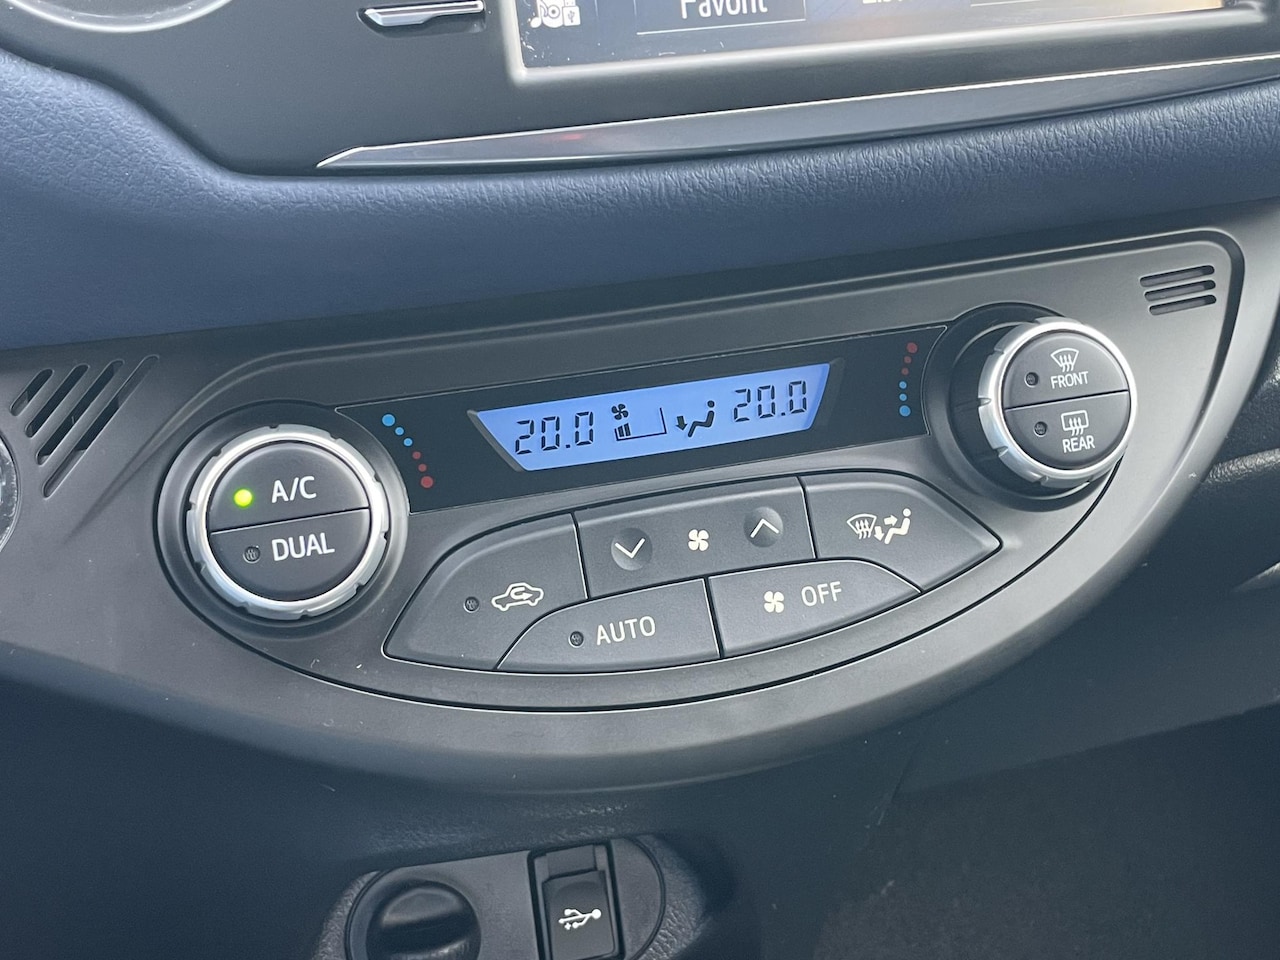 Favorit
20.0 20.0
FRONT
REAR
A/C
DUAL
AUTO
OFF